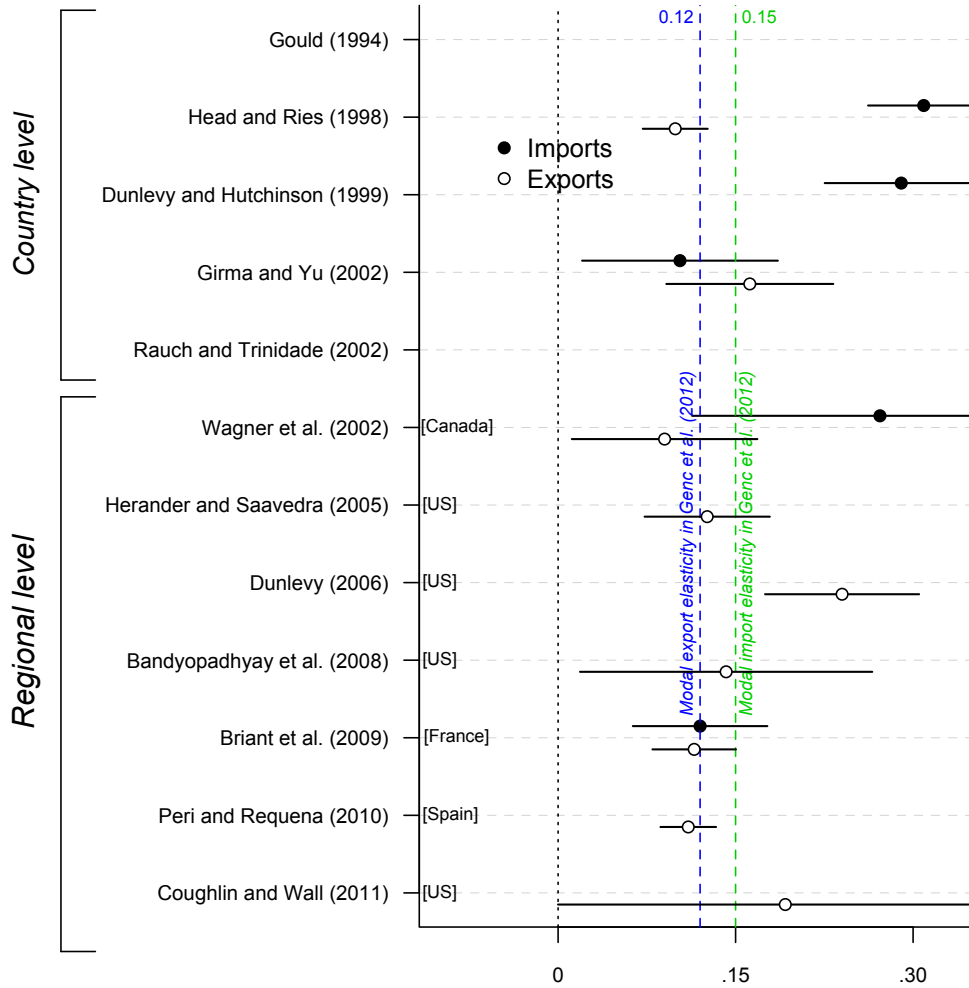 0.12
0.15
Country level
Gould (1994)
Head and Ries (1998)
Imports
Exports
Dunlevy and Hutchinson (1999)
Girma and Yu (2002)
Rauch and Trinidade (2002)
Regional level
Wagner et al. (2002)
[Canada]
Herander and Saavedra (2005)
[US]
Dunlevy (2006)
[US]
Bandyopadhyay et al. (2008)
[US]
Briant et al. (2009)
[France]
Peri and Requena (2010)
[Spain]
Coughlin and Wall (2011)
[US]
Modal export elasticity in Genc et al. (2012)
Modal import elasticity in Genc et al. (2012)
0
.15
.30